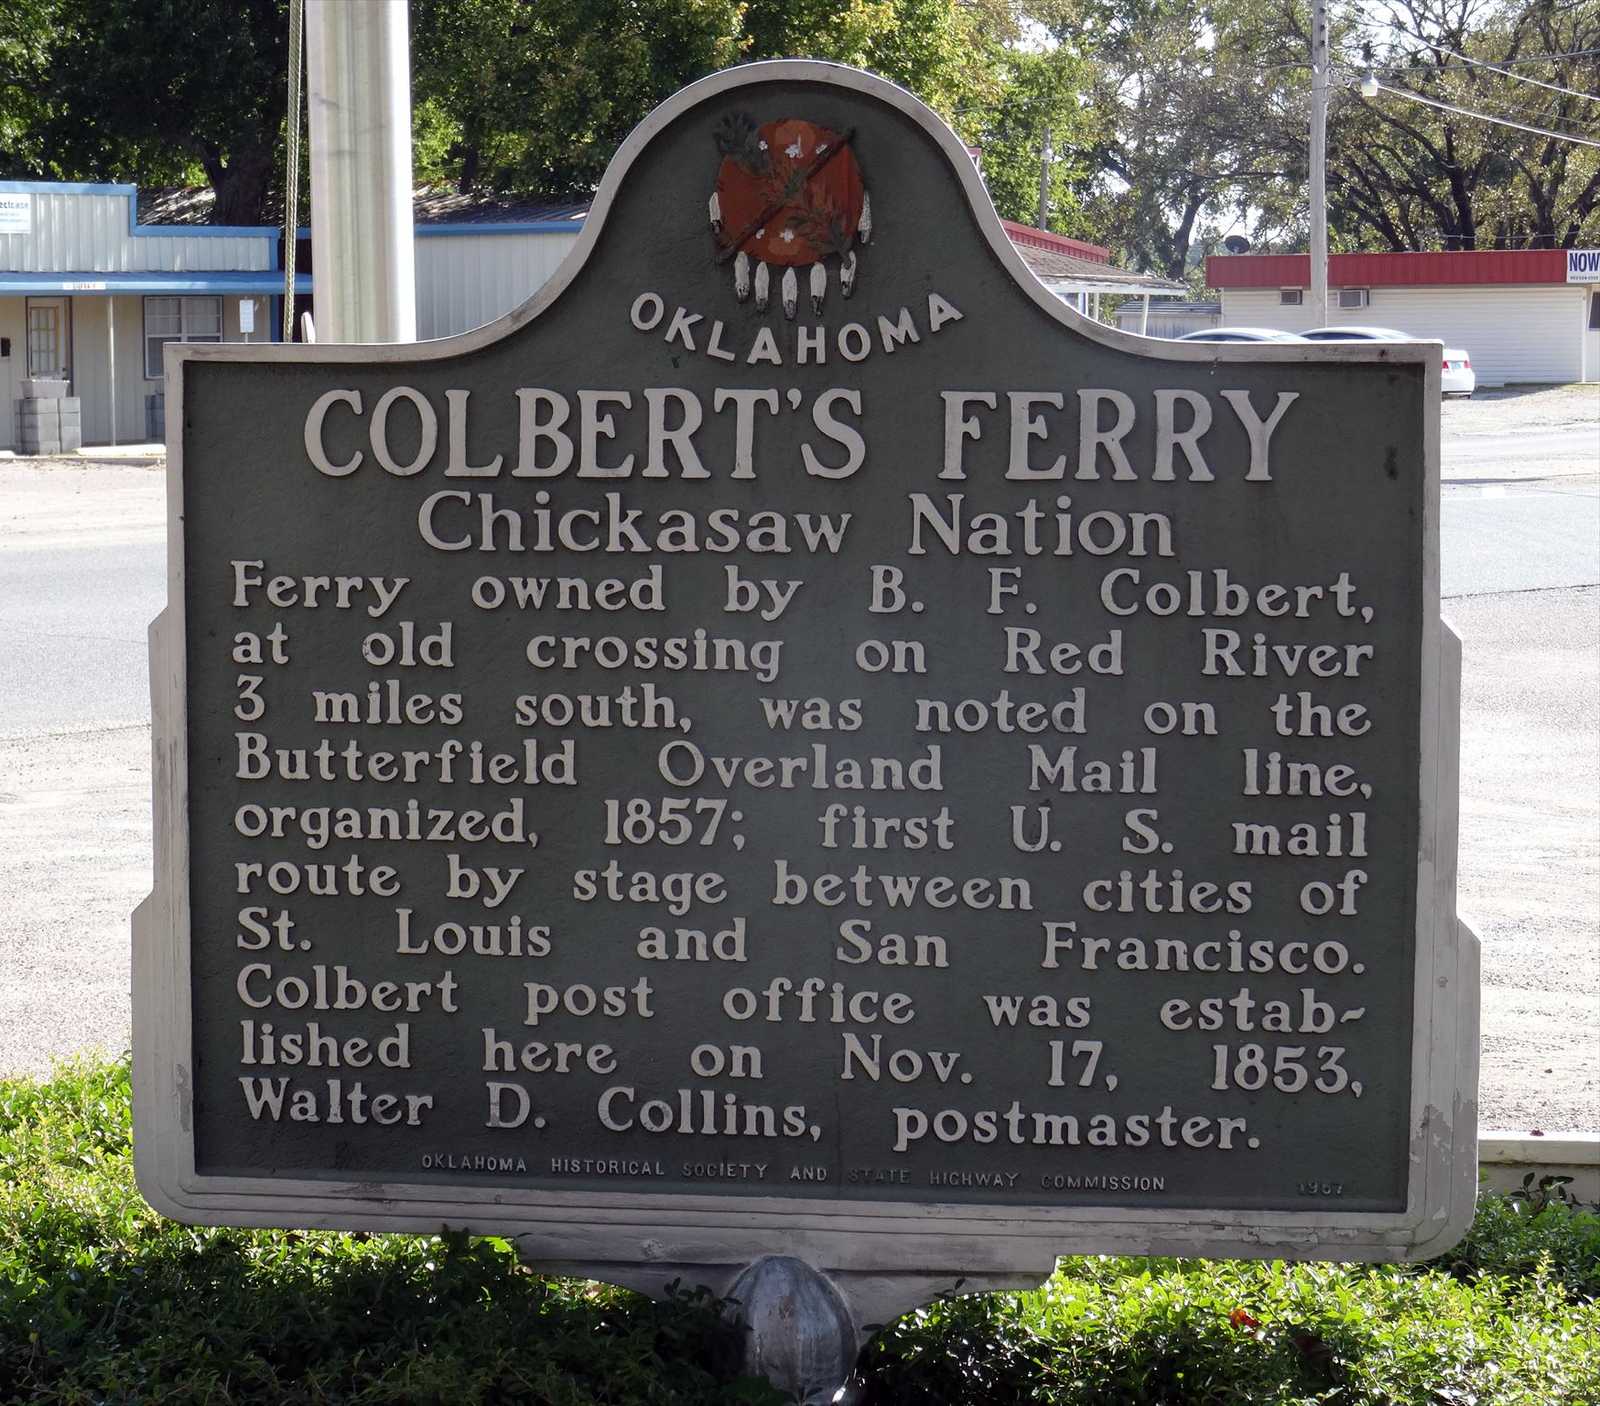 OKLAHOMA
COLBERT'S FERRY
Chickasaw Nation
Ferry owned by B. F. Colbert,
at old crossing on Red River
3 miles south, was noted on the
Butterfield Overland Mail line,
organized, 1857; first U. S. mail
route by stage between cities of
St. Louis and San Francisco.
Colbert post office was estab-
lished here on Nov. 17, 1853,
Walter D. Collins, postmaster.
OKLAHOMA HISTORICAL SOCIETY AND STATE HIGHWAY COMMISSION
NOW